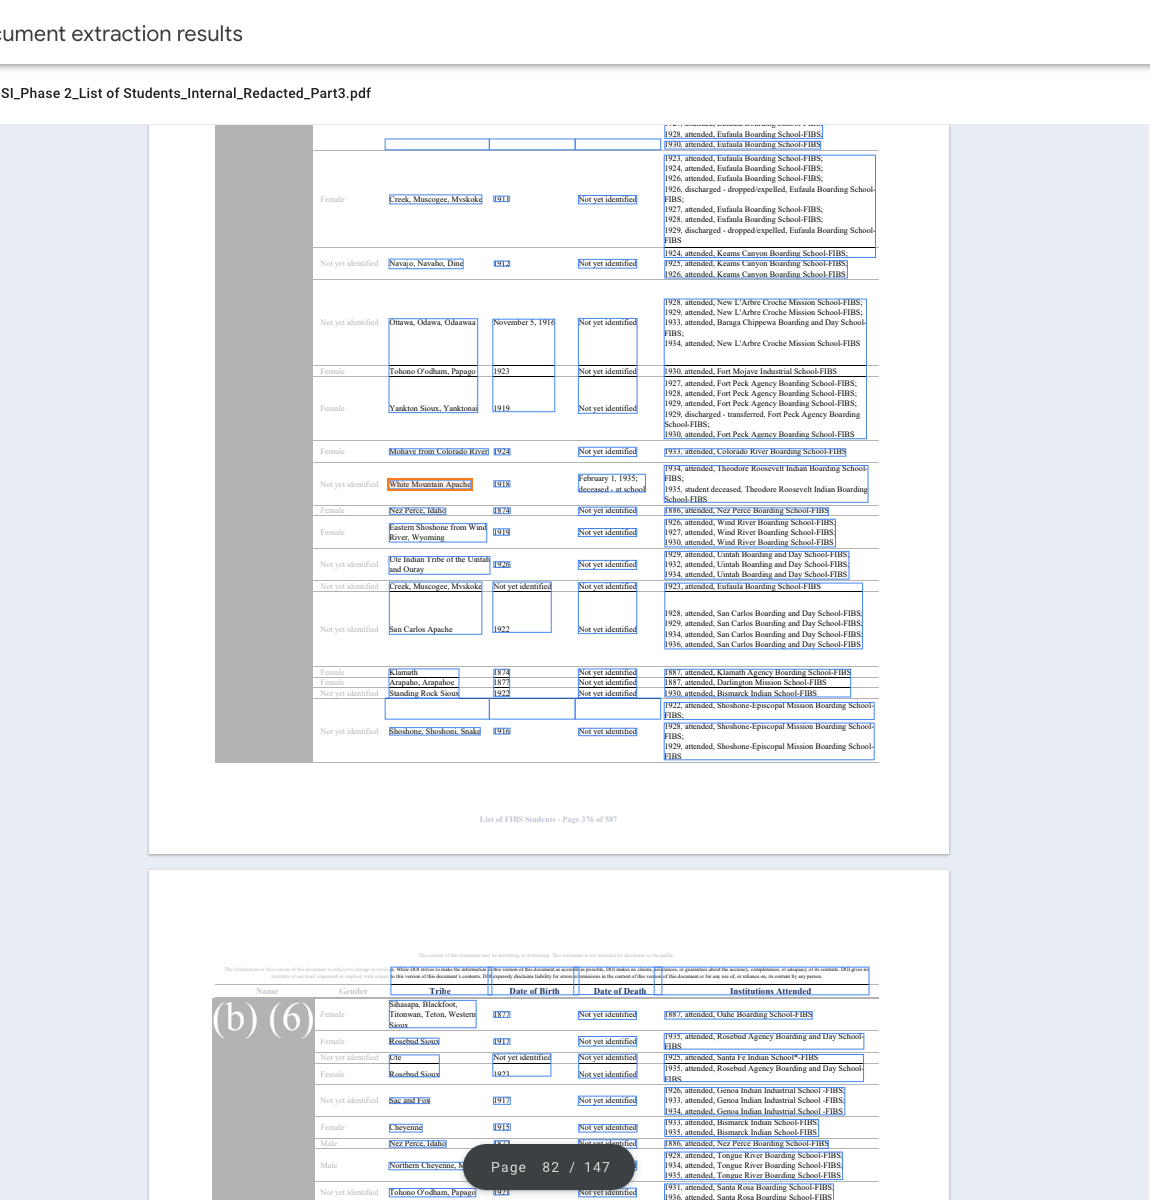 cument extraction results
SI_Phase 2_List of Students_Internal_Redacted_Part3.pdf
1927, attended, Eufaula Boarding School-FIBS;
1928, attended, Eufaula Boarding School-FIBS;
1930, attended, Eufaula Boarding School-FIBS
1923, attended, Eufaula Boarding School-FIBS;
1924, attended, Eufaula Boarding School-FIBS;
1926, attended, Eufaula Boarding School-FIBS;
1926, discharged - dropped/expelled, Eufaula Boarding School-
Female Creek, Muscogee, Mvskoke 1911 Not yet identified FIBS;
1927, attended, Eufaula Boarding School-FIBS;
1928, attended, Eufaula Boarding School-FIBS;
1929, discharged - dropped/expelled, Eufaula Boarding School-
FIBS
1924, attended, Keams Canyon Boarding School-FIBS;
Not yet identified Navajo, Navaho, Dine 1912 Not yet identified 1925, attended, Keams Canyon Boarding School-FIBS;
1926, attended, Keams Canyon Boarding School-FIBS
1928, attended, New L'Arbre Croche Mission School-FIBS;
1929, attended, New L'Arbre Croche Mission School-FIBS;
Not yet identified Ottawa, Odawa, Odaawaa November 5, 1916 Not yet identified 1933, attended, Baraga Chippewa Boarding and Day School-
FIBS;
1934, attended, New L'Arbre Croche Mission School-FIBS
Female Tohono O'odham, Papago 1923 Not yet identified 1930, attended, Fort Mojave Industrial School-FIBS
1927, attended, Fort Peck Agency Boarding School-FIBS;
1928, attended, Fort Peck Agency Boarding School-FIBS;
1929, attended, Fort Peck Agency Boarding School-FIBS;
Female Yankton Sioux, Yanktonai 1919 Not yet identified 1929, discharged - transferred, Fort Peck Agency Boarding
School-FIBS;
1930, attended, Fort Peck Agency Boarding School-FIBS
Female Mohave from Colorado River 1924 Not yet identified 1933, attended, Colorado River Boarding School-FIBS
1934, attended, Theodore Roosevelt Indian Boarding School-
February 1, 1935; FIBS;
Not yet identified White Mountain Apache 1918 deceased - at school 1935, student deceased, Theodore Roosevelt Indian Boarding
School-FIBS
Female Nez Perce, Idaho 1874 Not yet identified 1886, attended, Nez Perce Boarding School-FIBS
1926, attended, Wind River Boarding School-FIBS;
Female Eastern Shoshone from Wind 1919 Not yet identified 1927, attended, Wind River Boarding School-FIBS;
River, Wyoming 1930, attended, Wind River Boarding School-FIBS
1929, attended, Uintah Boarding and Day School-FIBS;
Not yet identified Ute Indian Tribe of the Uintah 1926 Not yet identified 1932, attended, Uintah Boarding and Day School-FIBS;
and Ouray 1934, attended, Uintah Boarding and Day School-FIBS
Not yet identified Creek, Muscogee, Mvskoke Not yet identified Not yet identified 1923, attended, Eufaula Boarding School-FIBS
1928, attended, San Carlos Boarding and Day School-FIBS;
1929, attended, San Carlos Boarding and Day School-FIBS;
Not yet identified San Carlos Apache 1922 Not yet identified 1934, attended, San Carlos Boarding and Day School-FIBS;
1936, attended, San Carlos Boarding and Day School-FIBS
Female Klamath 1874 Not yet identified 1887, attended, Klamath Agency Boarding School-FIBS
Female Arapaho, Arapahoe 1877 Not yet identified 1887, attended, Darlington Mission School-FIBS
Not yet identified Standing Rock Sioux 1922 Not yet identified 1930, attended, Bismarck Indian School-FIBS
1922, attended, Shoshone-Episcopal Mission Boarding School-
FIBS;
1928, attended, Shoshone-Episcopal Mission Boarding School-
Not yet identified Shoshone, Shoshoni, Snake 1916 Not yet identified FIBS;
1929, attended, Shoshone-Episcopal Mission Boarding School-
FIBS
List of FIBS Students - Page 376 of 587
The content of this document may be disturbing or distressing. This document is not intended for disclosure to the public.
The information in this version of this document is subject to change or revision. While DOI strives to make the information in this version of this document as accurate as possible, DOI makes no claims, assurances, or guarantees about the accuracy, completeness, or adequacy of its contents. DOI gives no
warranty of any kind, expressed or implied, with respect to this version of this document's contents. DOI expressly disclaims liability for errors or omissions in the content of this version of this document or for any use of, or reliance on, its content by any person.
Name Gender Tribe Date of Birth Date of Death Institutions Attended
(b) (6)
Sihasapa, Blackfoot,
Female Titonwan, Teton, Western 1877 Not yet identified 1887, attended, Oahe Boarding School-FIBS
Sioux
Female Rosebud Sioux 1917 Not yet identified 1935, attended, Rosebud Agency Boarding and Day School-
FIBS
Not yet identified Ute Not yet identified Not yet identified 1925, attended, Santa Fe Indian School*-FIBS
Female Rosebud Sioux 1923 Not yet identified 1935, attended, Rosebud Agency Boarding and Day School-
FIBS
1926, attended, Genoa Indian Industrial School -FIBS;
Not yet identified Sac and Fox 1917 Not yet identified 1933, attended, Genoa Indian Industrial School -FIBS;
1934, attended, Genoa Indian Industrial School -FIBS
Female Cheyenne 1915 Not yet identified 1933, attended, Bismarck Indian School-FIBS;
1935, attended, Bismarck Indian School-FIBS
Male Nez Perce, Idaho Not yet identified 1886, attended, Nez Perce Boarding School-FIBS
1928, attended, Tongue River Boarding School-FIBS;
Male Northern Cheyenne, 1934, attended, Tongue River Boarding School-FIBS;
1935, attended, Tongue River Boarding School-FIBS
Page 82 / 147
1931, attended, Santa Rosa Boarding School-FIBS;
Not yet identified Tohono O'odham, Papago 1921 Not yet identified 1936, attended, Santa Rosa Boarding School-FIBS